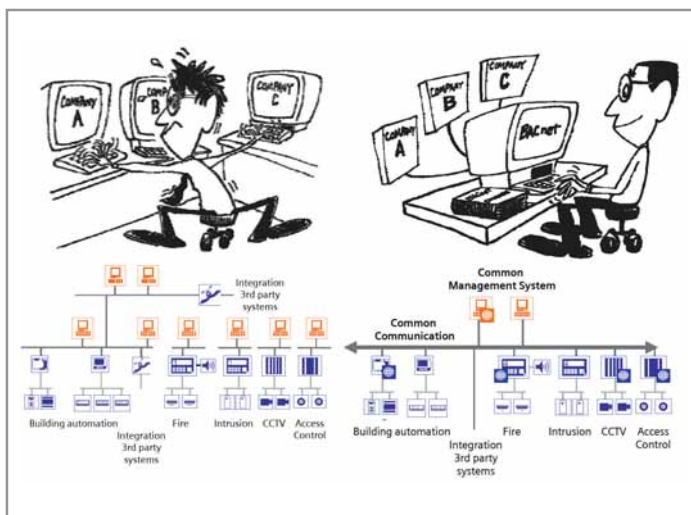 COMPANY
A
COMP
B
COMPANY
C
COMPANY
A
COMPANY
B
COMPANY
C
BACnet
Integration
3rd party
systems
Building automation
Integration
3rd party
systems
Fire
Intrusion
CCTV
Access
Control
Common
Management System
Common
Communication
Building automation
Integration
3rd party
systems
Fire
Intrusion
CCTV
Access
Control